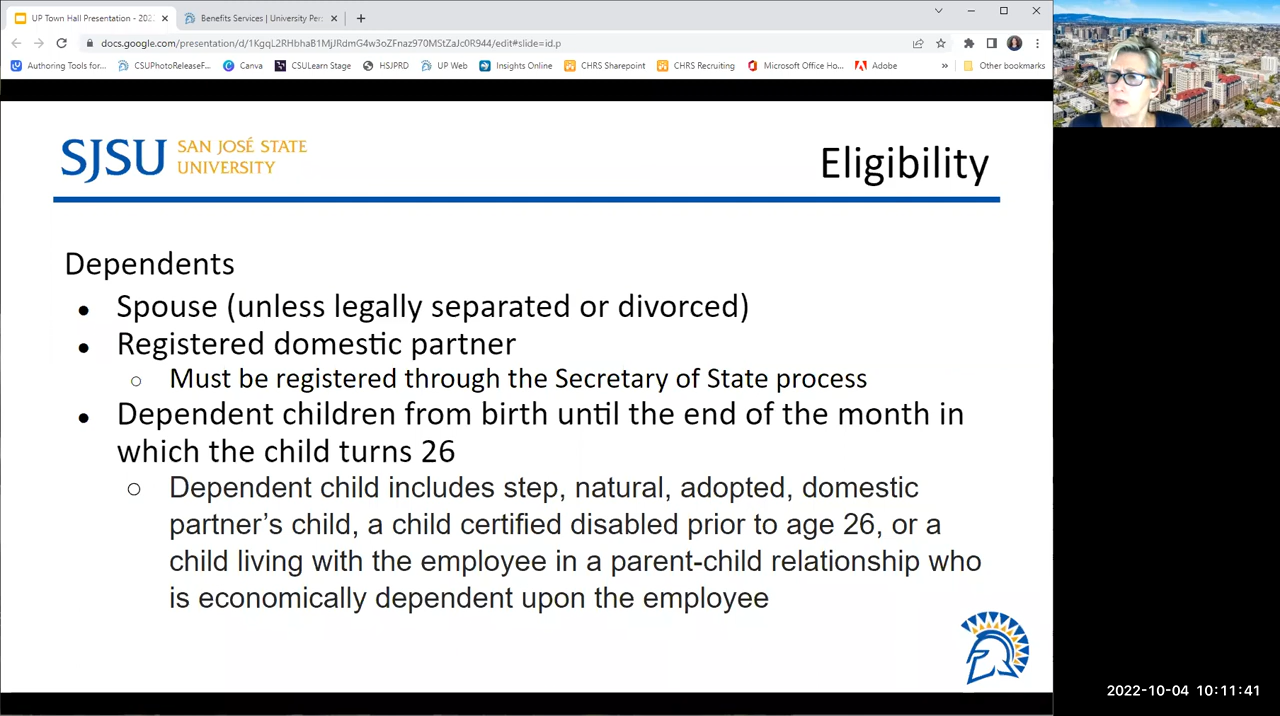 UP Town Hall Presentation - 202
Benefits Services | University Per
docs.google.com/presentation/d/1KgqL2RHbhaBtMjJRdmG4w3oZFnaz970MStZaJc0R944/edit#slide=id.p
Authoring Tools for... CSUPhotoReleaseF... Canva CSULearn Stage HSJPRD UP Web Insights Online CHRS Sharepoint CHRS Recruiting Microsoft Office Ho... Adobe » Other bookmarks
SJSU SAN JOSÉ STATE
UNIVERSITY
Eligibility
Dependents
● Spouse (unless legally separated or divorced)
● Registered domestic partner
○ Must be registered through the Secretary of State process
● Dependent children from birth until the end of the month in
which the child turns 26
○ Dependent child includes step, natural, adopted, domestic
partner’s child, a child certified disabled prior to age 26, or a
child living with the employee in a parent-child relationship who
is economically dependent upon the employee
2022-10-04 10:11:41